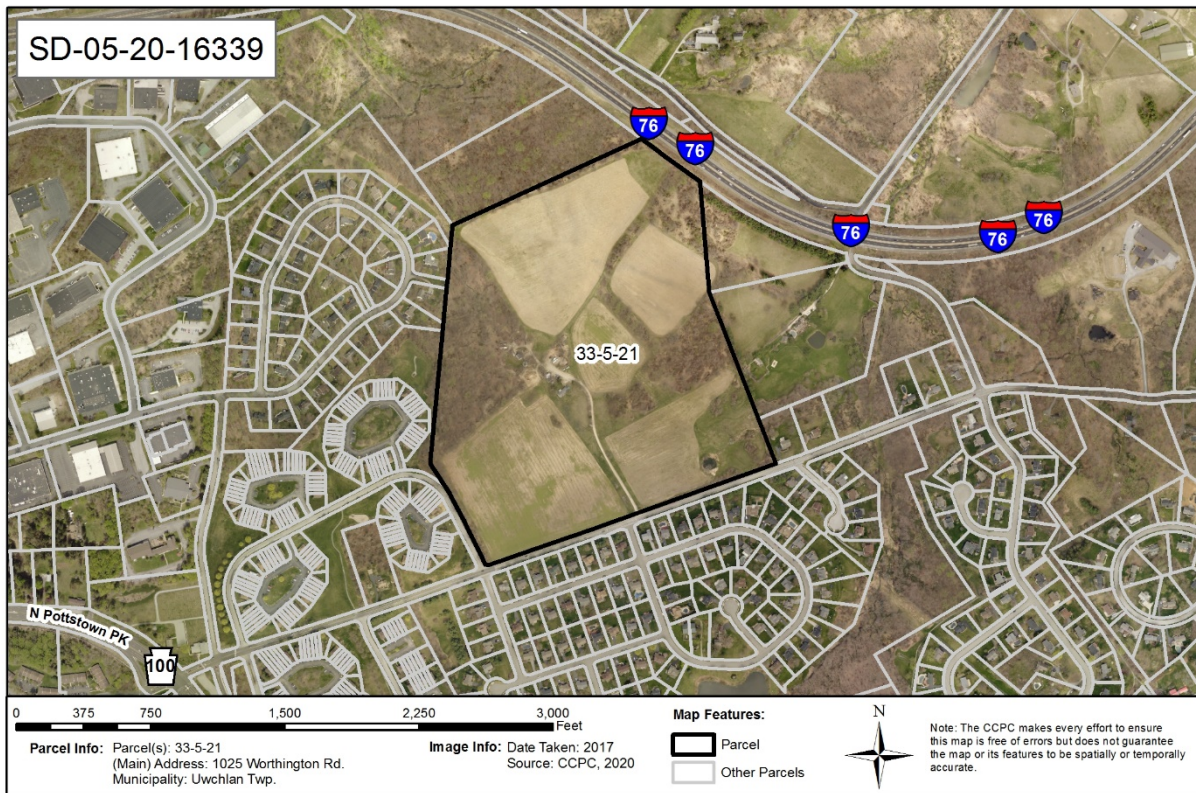 SD-05-20-16339
76
76
76
76
76
33-5-21
N Pottstown PK
100
0 375 750 1,500 2,250 3,000
Feet
Parcel Info: Parcel(s): 33-5-21
(Main) Address: 1025 Worthington Rd.
Municipality: Uwchlan Twp.
Image Info: Date Taken: 2017
Source: CCPC, 2020
Map Features:
Parcel
Other Parcels
N
Note: The CCPC makes every effort to ensure
this map is free of errors but does not guarantee
the map or its features to be spatially or temporally
accurate.